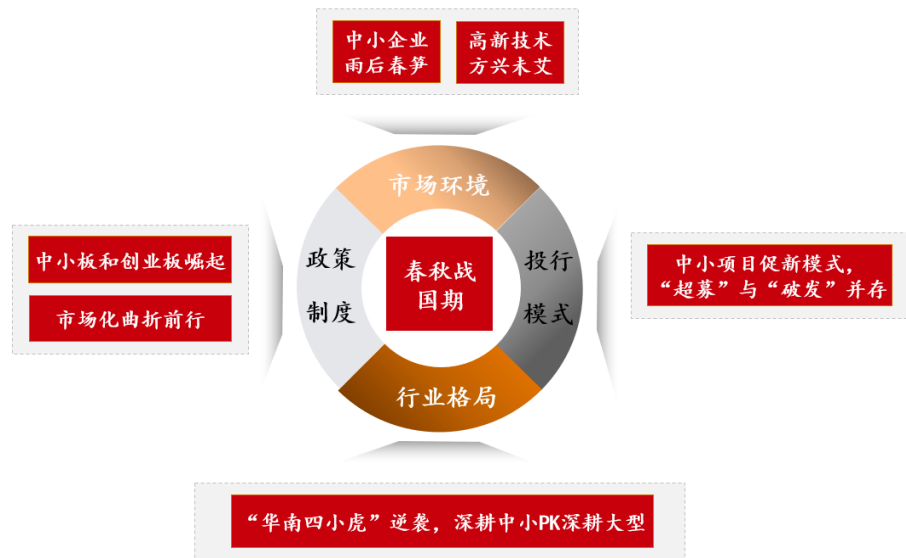 中小企业
雨后春笋
高新技术
方兴未艾
市场环境
中小板和创业板崛起
市场化曲折前行
政策
制度
春秋战
国期
投行
模式
中小项目促新模式，
“超募”与“破发”并存
行业格局
“华南四小虎”逆袭，深耕中小PK深耕大型